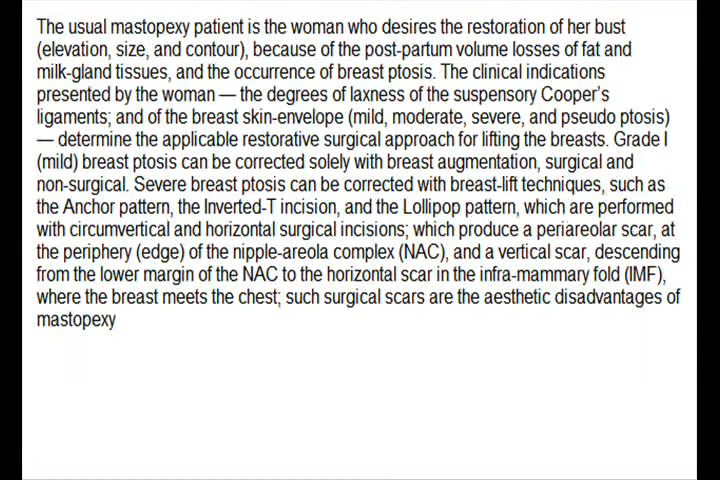 The usual mastopexy patient is the woman who desires the restoration of her bust
(elevation, size, and contour), because of the post-partum volume losses of fat and
milk-gland tissues, and the occurrence of breast ptosis. The clinical indications
presented by the woman — the degrees of laxness of the suspensory Cooper's
ligaments; and of the breast skin-envelope (mild, moderate, severe, and pseudo ptosis)
— determine the applicable restorative surgical approach for lifting the breasts. Grade I
(mild) breast ptosis can be corrected solely with breast augmentation, surgical and
non-surgical. Severe breast ptosis can be corrected with breast-lift techniques, such as
the Anchor pattern, the Inverted-T incision, and the Lollipop pattern, which are performed
with circumvertical and horizontal surgical incisions; which produce a periareolar scar, at
the periphery (edge) of the nipple-areola complex (NAC), and a vertical scar, descending
from the lower margin of the NAC to the horizontal scar in the infra-mammary fold (IMF),
where the breast meets the chest; such surgical scars are the aesthetic disadvantages of
mastopexy